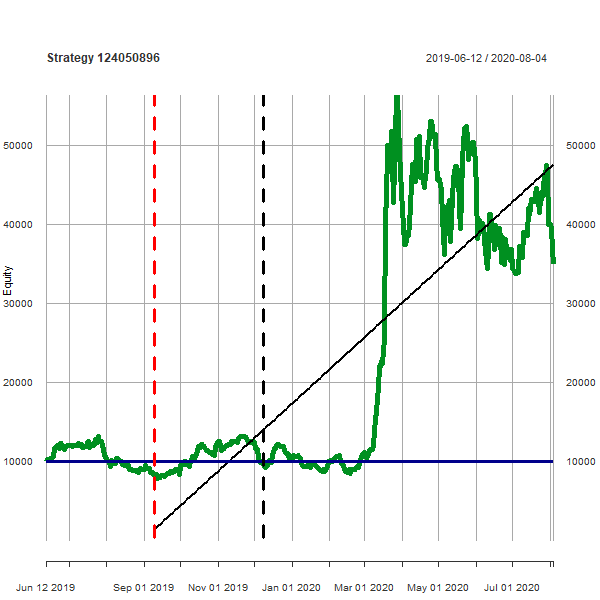 Strategy 124050896
2019-06-12 / 2020-08-04
50000
50000
40000
40000
30000
30000
20000
20000
10000
10000
Equity
Jun 12 2019
Sep 01 2019
Nov 01 2019
Jan 01 2020
Mar 01 2020
May 01 2020
Jul 01 2020